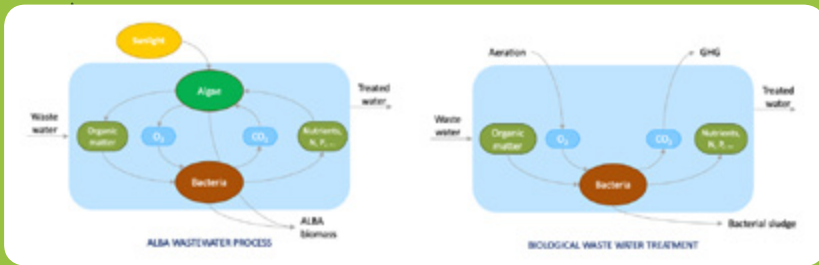 Sunlight
Algae
Waste
water
Organic
matter
O2
CO2
Nutrients,
N, P, ...
Treated
water
Bacteria
ALBA
biomass
ALBA WASTEWATER PROCESS
Aeration
GHG
Waste
water
Organic
matter
O2
CO2
Nutrients,
N, P, ...
Treated
water
Bacteria
Bacterial sludge
BIOLOGICAL WASTE WATER TREATMENT